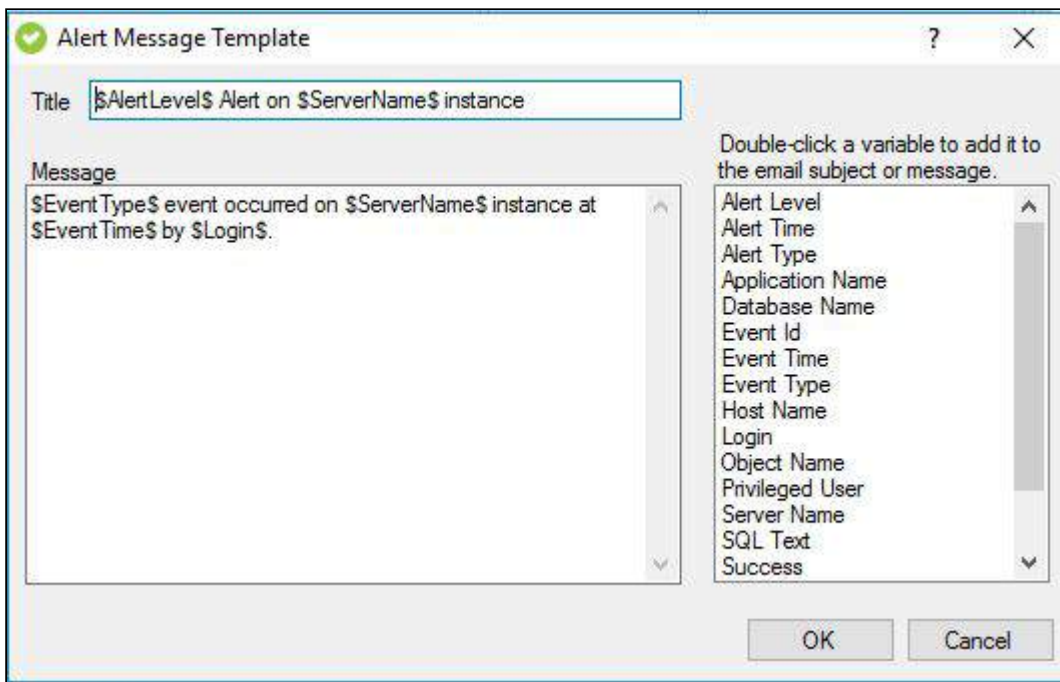 Alert Message Template
?
Title
$AlertLevel$ Alert on $ServerName$ instance
Message
$EventType$ event occurred on $ServerName$ instance at
$EventTime$ by $Login$.
Double-click a variable to add it to
the email subject or message.
Alert Level
Alert Time
Alert Type
Application Name
Database Name
Event Id
Event Time
Event Type
Host Name
Login
Object Name
Privileged User
Server Name
SQL Text
Success
OK
Cancel